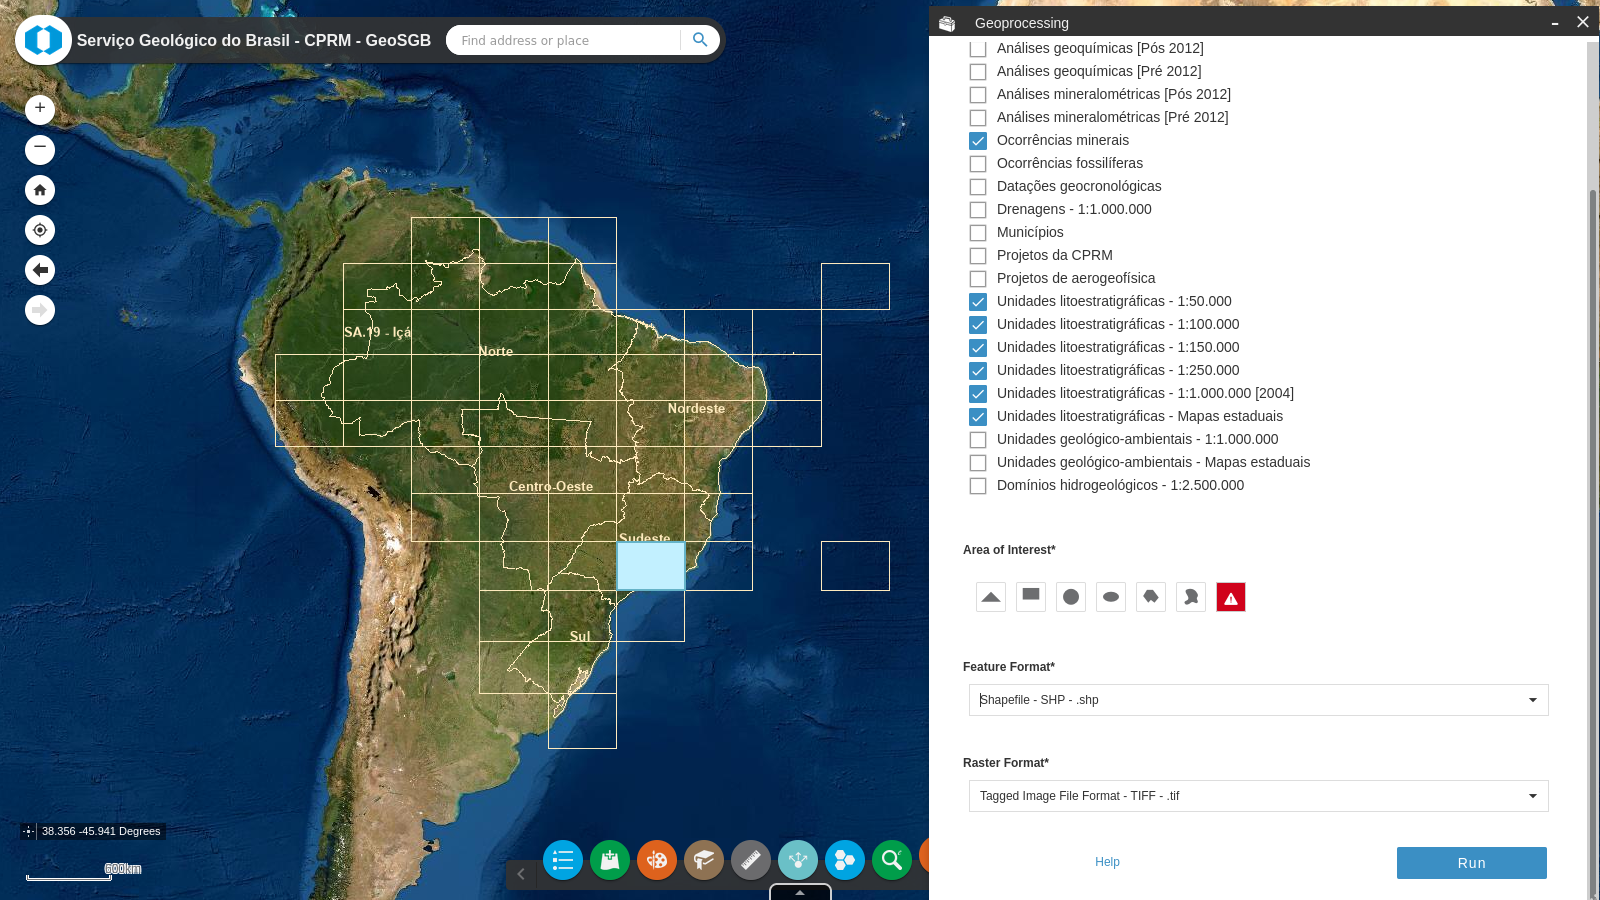 Serviço Geológico do Brasil - CPRM - GeoSGB
Find address or place
+
−
SA.19 - Içá
Norte
Nordeste
Centro-Oeste
Sudeste
Sul
38.356 -45.941 Degrees
600km
Geoprocessing
Análises geoquímicas [Pós 2012]
Análises geoquímicas [Pré 2012]
Análises mineralométricas [Pós 2012]
Análises mineralométricas [Pré 2012]
Ocorrências minerais
Ocorrências fossilíferas
Datações geocronológicas
Drenagens - 1:1.000.000
Municípios
Projetos da CPRM
Projetos de aerogeofísica
Unidades litoestratigráficas - 1:50.000
Unidades litoestratigráficas - 1:100.000
Unidades litoestratigráficas - 1:150.000
Unidades litoestratigráficas - 1:250.000
Unidades litoestratigráficas - 1:1.000.000 [2004]
Unidades litoestratigráficas - Mapas estaduais
Unidades geológico-ambientais - 1:1.000.000
Unidades geológico-ambientais - Mapas estaduais
Domínios hidrogeológicos - 1:2.500.000
Area of Interest*
Feature Format*
Shapefile - SHP - .shp
Raster Format*
Tagged Image File Format - TIFF - .tif
Help
Run